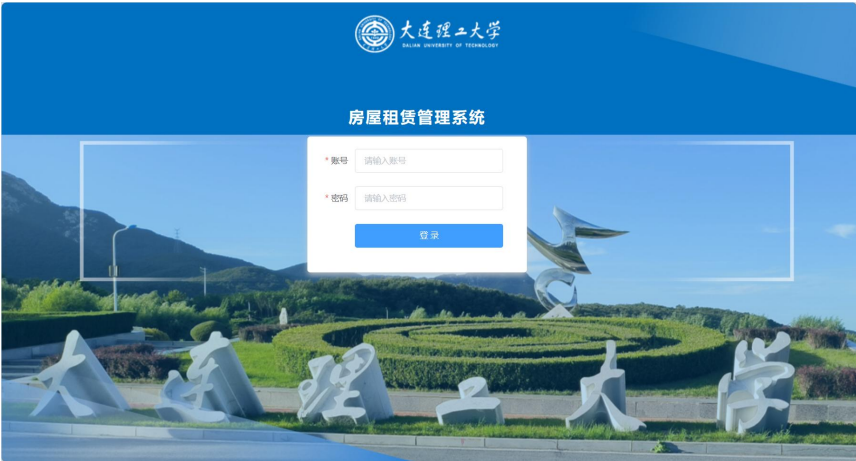 大连理工大学
DALIAN UNIVERSITY OF TECHNOLOGY
房屋租赁管理系统
* 账号 请输入账号
* 密码 请输入密码
登录
大连理工大学